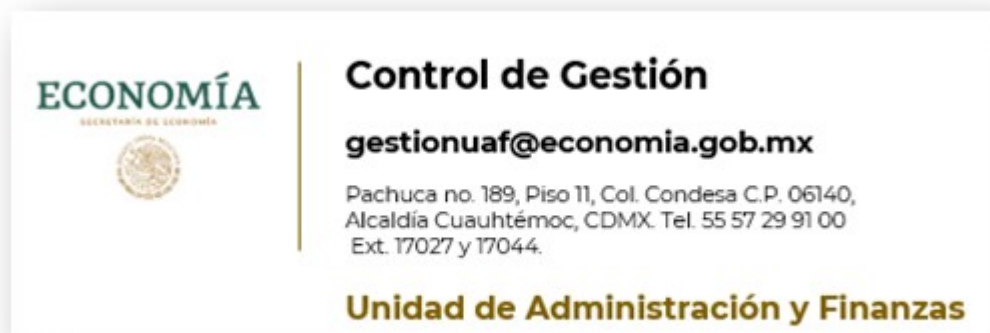 ECONOMÍA
SECRETARÍA DE ECONOMÍA
Control de Gestión
gestionuaf@economia.gob.mx
Pachuca no. 189, Piso 11, Col. Condesa C.P. 06140,
Alcaldía Cuauhtémoc, CDMX. Tel. 55 57 29 91 00
Ext. 17027 y 17044.
Unidad de Administración y Finanzas